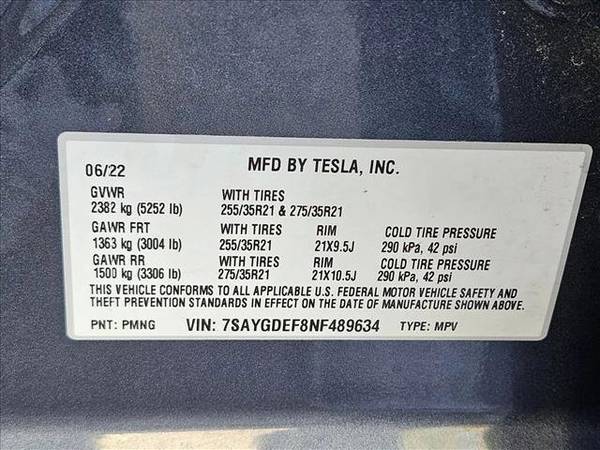 06/22 MFD BY TESLA, INC.
GVWR WITH TIRES
2382 kg (5252 lb) 255/35R21 & 275/35R21
GAWR FRT WITH TIRES RIM COLD TIRE PRESSURE
1363 kg (3004 lb) 255/35R21 21X9.5J 290 kPa, 42 psi
GAWR RR WITH TIRES RIM COLD TIRE PRESSURE
1500 kg (3306 lb) 275/35R21 21X10.5J 290 kPa, 42 psi
THIS VEHICLE CONFORMS TO ALL APPLICABLE U.S. FEDERAL MOTOR VEHICLE SAFETY AND
THEFT PREVENTION STANDARDS IN EFFECT ON THE DATE OF MANUFACTURE SHOWN ABOVE.
PNT: PMNG VIN: 7SAYGDEF8NF489634 TYPE: MPV